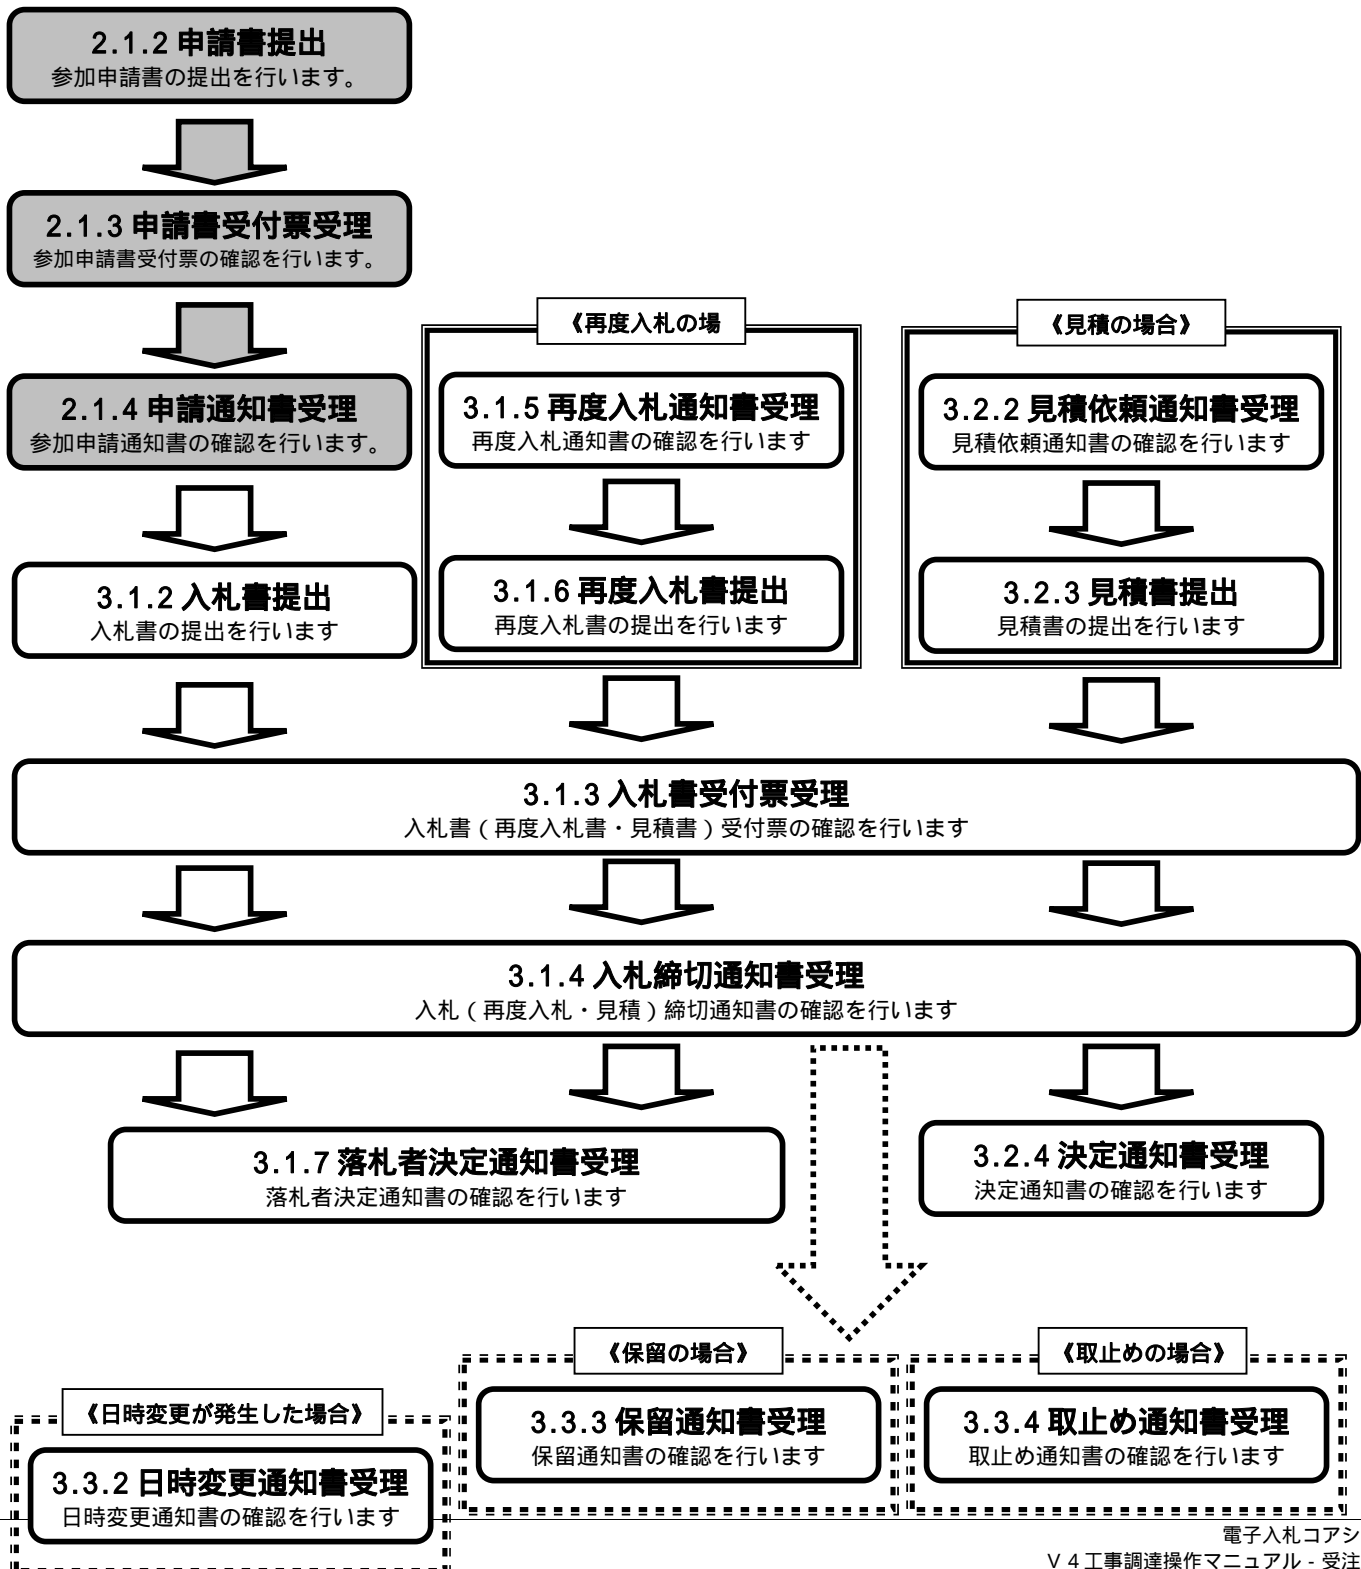 2.1.2 申請書提出
参加申請書の提出を行います。
2.1.3 申請書受付票受理
参加申請書受付票の確認を行います。
2.1.4 申請通知書受理
参加申請通知書の確認を行います。
3.1.2 入札書提出
入札書の提出を行います
《再度入札の場
3.1.5 再度入札通知書受理
再度入札通知書の確認を行います
3.1.6 再度入札書提出
再度入札書の提出を行います
《見積の場合》
3.2.2 見積依頼通知書受理
見積依頼通知書の確認を行います
3.2.3 見積書提出
見積書の提出を行います
3.1.3 入札書受付票受理
入札書（再度入札書・見積書）受付票の確認を行います
3.1.4 入札締切通知書受理
入札（再度入札・見積）締切通知書の確認を行います
3.1.7 落札者決定通知書受理
落札者決定通知書の確認を行います
3.2.4 決定通知書受理
決定通知書の確認を行います
《日時変更が発生した場合》
3.3.2 日時変更通知書受理
日時変更通知書の確認を行います
《保留の場合》
3.3.3 保留通知書受理
保留通知書の確認を行います
《取止めの場合》
3.3.4 取止め通知書受理
取止め通知書の確認を行います
電子入札コアシ
Ｖ４工事調達操作マニュアル - 受注